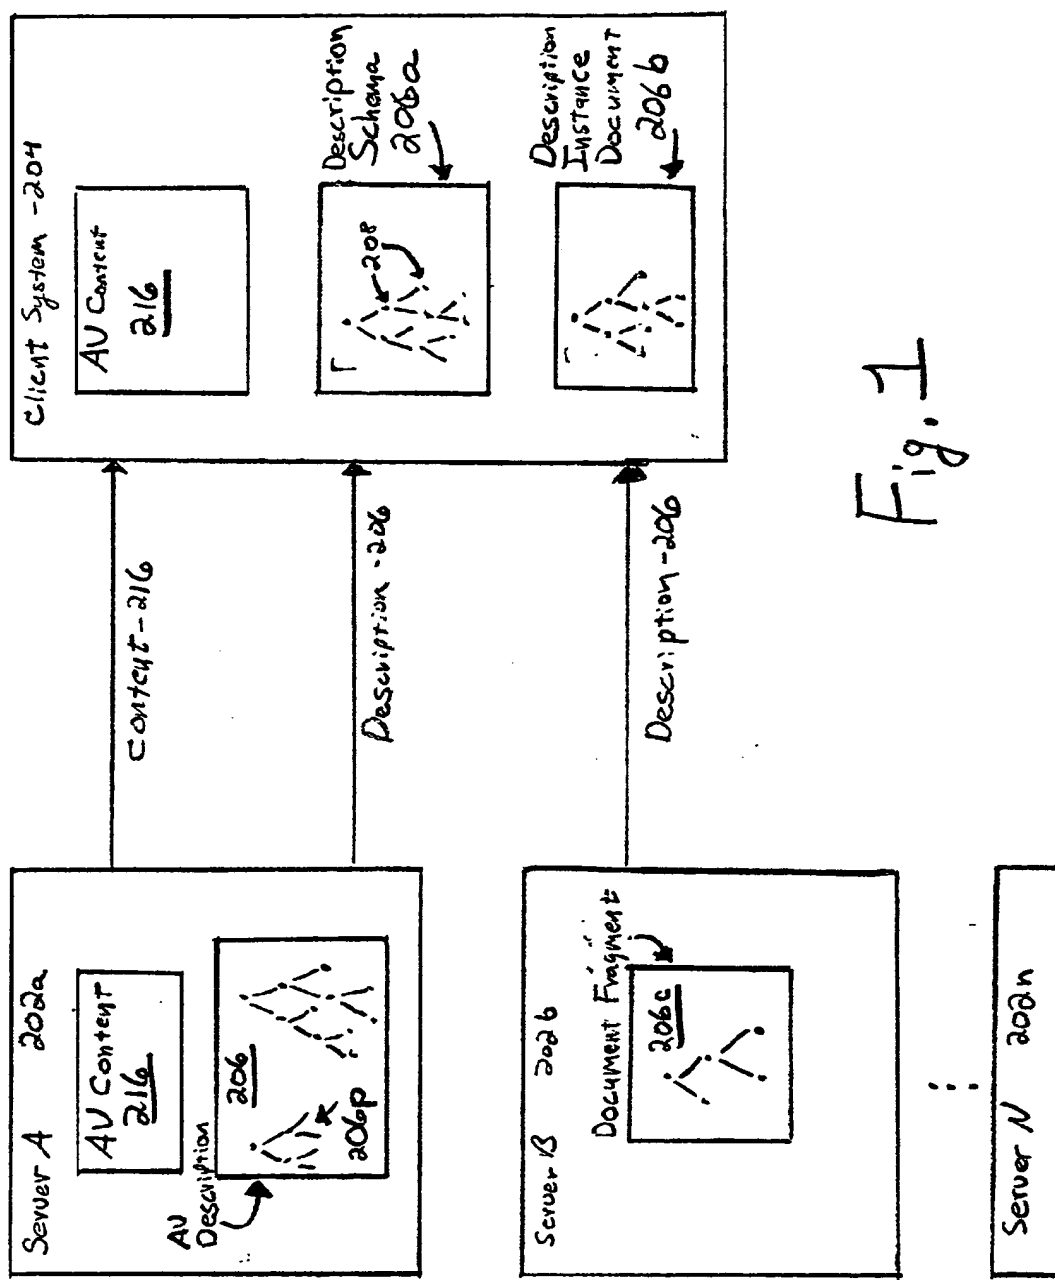 Server A 202a
AV Content
216
AV
Description
206
206p
Server B 202b
Document Fragment
206c
Server N 202n
Content-216
Description-206
Description-206
Client System-204
AV Content
216
Description
Schema
206a
208
Description
Instance
Document
206b
Fig. 1